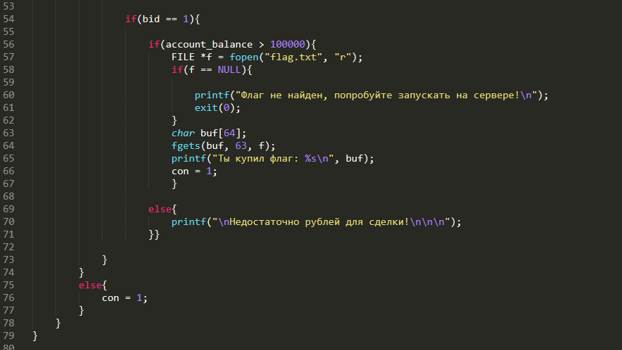 53
54 if(bid == 1){
55
56 if(account_balance > 100000){
57 FILE *f = fopen("flag.txt", "r");
58 if(f == NULL){
59
60 printf("Флаг не найден, попробуйте запускать на сервере!\n");
61 exit(0);
62 }
63 char buf[64];
64 fgets(buf, 63, f);
65 printf("Ты купил флаг: %s\n", buf);
66 con = 1;
67 }
68
69 else{
70 printf("\nНедостаточно рублей для сделки!\n\n\n");
71 }}
72
73 }
74 }
75 else{
76 con = 1;
77 }
78 }
79 }
80